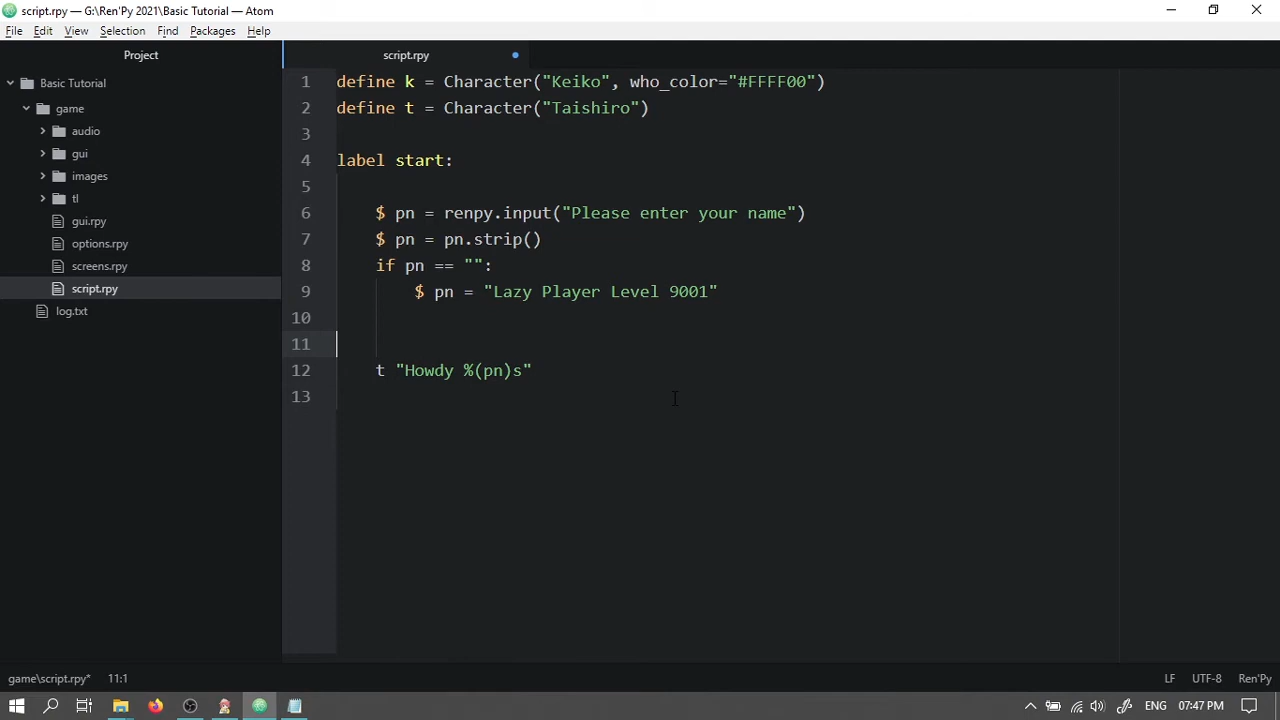 script.rpy — G:\Ren'Py 2021\Basic Tutorial — Atom
File Edit View Selection Find Packages Help
Project
script.rpy
Basic Tutorial
game
audio
gui
images
tl
gui.rpy
options.rpy
screens.rpy
script.rpy
log.txt
1 define k = Character("Keiko", who_color="#FFFF00")
2 define t = Character("Taishiro")
3
4 label start:
5
6 $ pn = renpy.input("Please enter your name")
7 $ pn = pn.strip()
8 if pn == "":
9 $ pn = "Lazy Player Level 9001"
10
11
12 t "Howdy %(pn)s"
13
game\script.rpy* 11:1 LF UTF-8 Ren'Py
ENG 07:47 PM